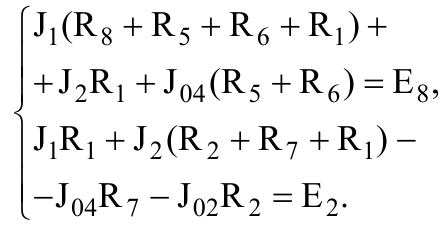 J₁(R₈ + R₅ + R₆ + R₁) +
+ J₂R₁ + J₀₄(R₅ + R₆) = E₈,
J₁R₁ + J₂(R₂ + R₇ + R₁) −
−J₀₄R₇ − J₀₂R₂ = E₂.